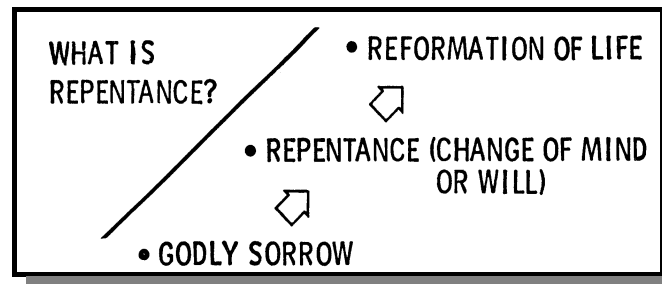 WHAT IS
REPENTANCE?
• REFORMATION OF LIFE
• REPENTANCE (CHANGE OF MIND
OR WILL)
• GODLY SORROW